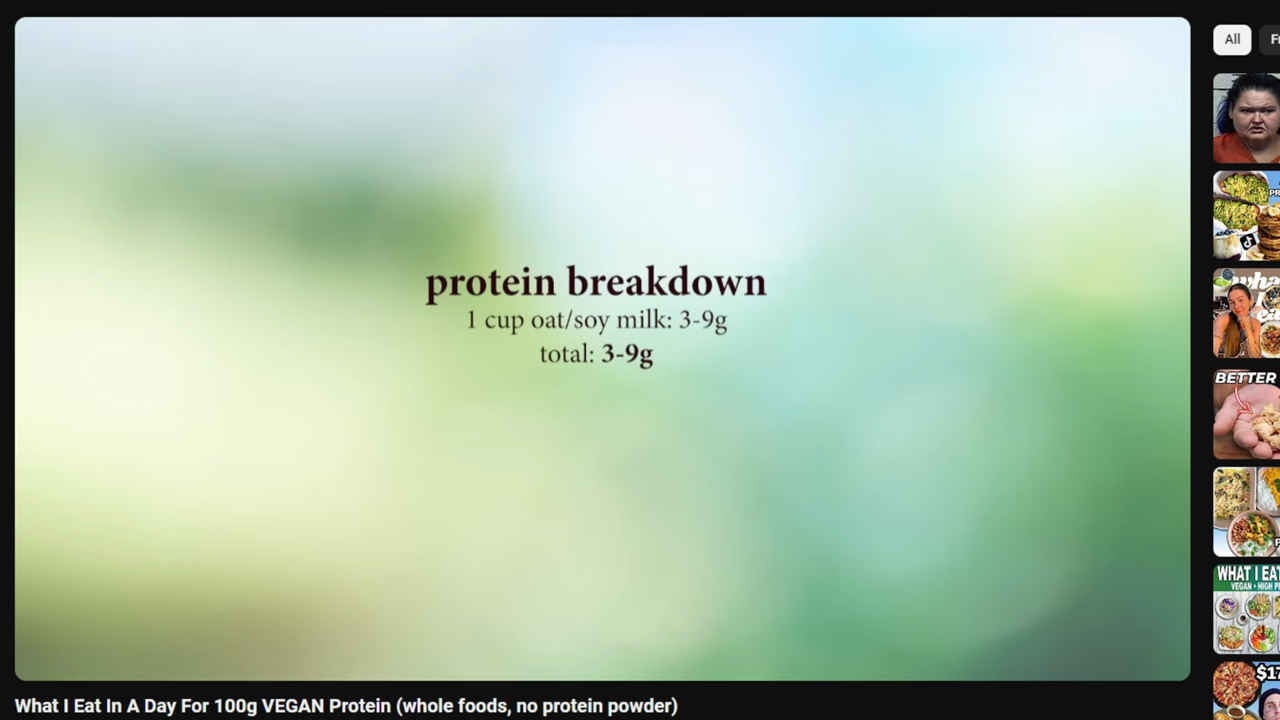 protein breakdown
1 cup oat/soy milk: 3-9g
total: 3-9g
What I Eat In A Day For 100g VEGAN Protein (whole foods, no protein powder)
All
BETTER
WHAT I EAT
VEGAN • HIGH